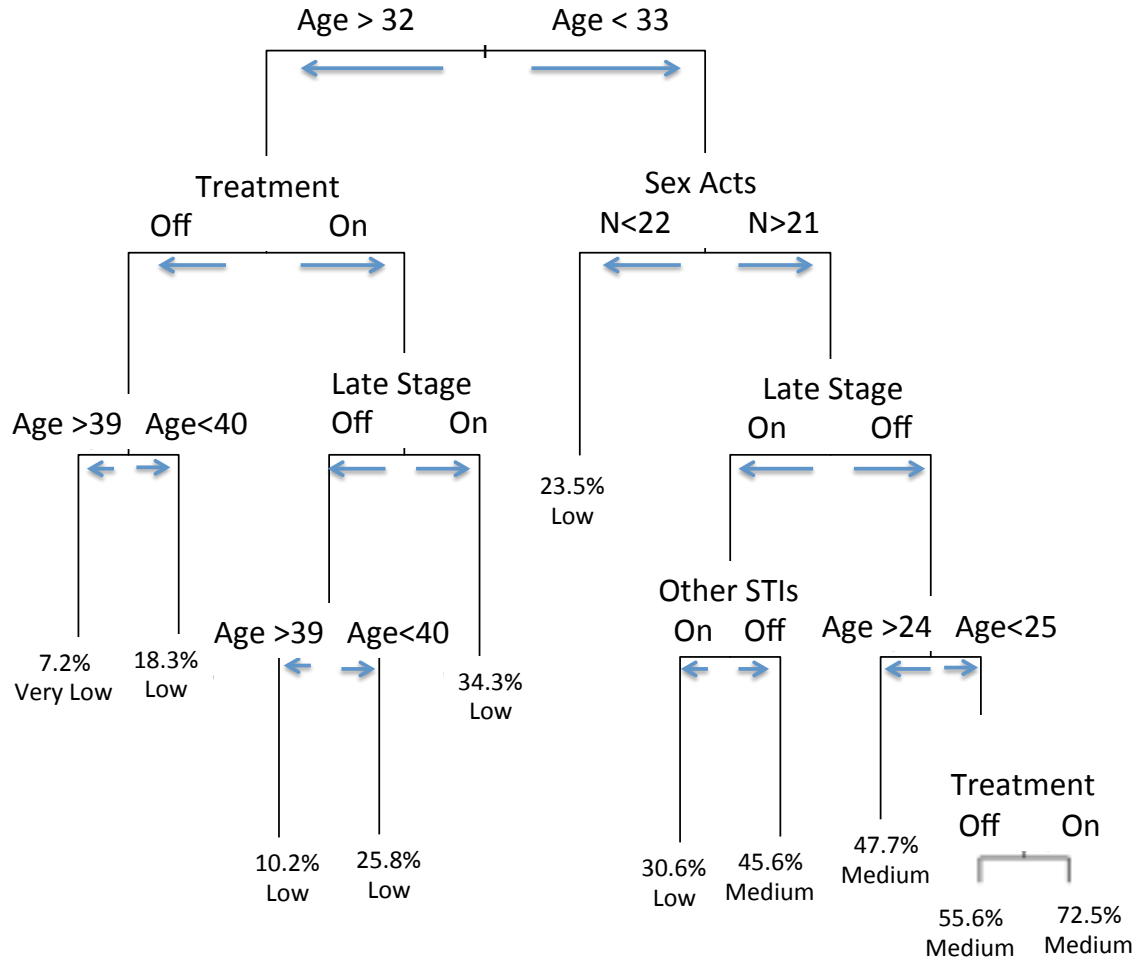 Age > 32 Age < 33
Treatment
Off On
Sex Acts
N<22 N>21
Late Stage
Off On
Late Stage
On Off
Age >39 Age<40
23.5%
Low
Other STIs
On Off
Age >24 Age<25
Age >39 Age<40
7.2%
Very Low
18.3%
Low
34.3%
Low
Treatment
Off On
10.2%
Low
25.8%
Low
30.6%
Low
45.6%
Medium
47.7%
Medium
55.6%
Medium
72.5%
Medium